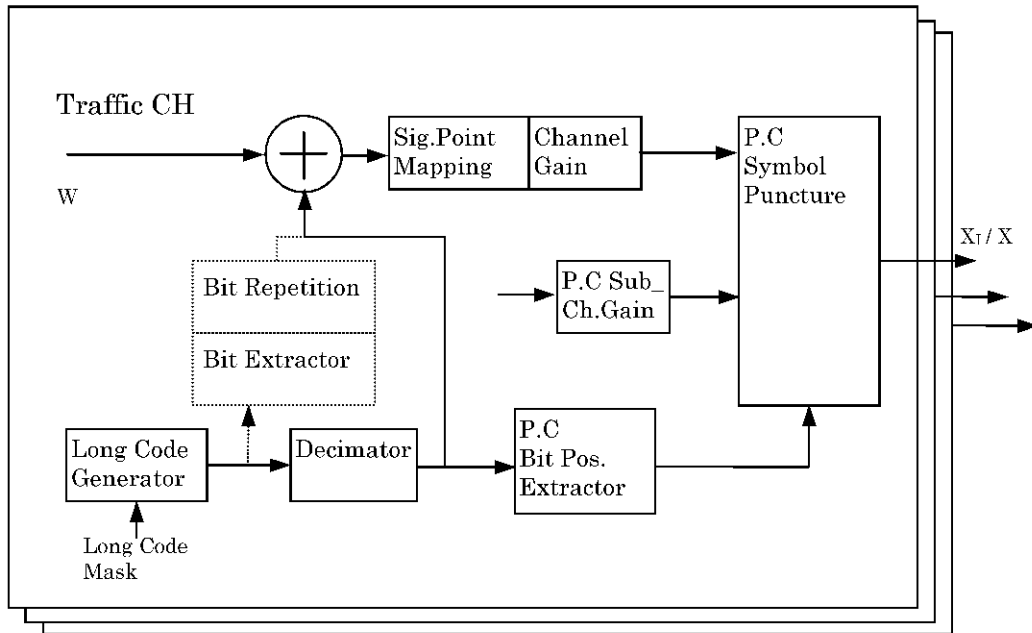 Traffic CH
W
Sig.Point
Mapping
Channel
Gain
P.C
Symbol
Puncture
X_I / X
Bit Repetition
Bit Extractor
P.C Sub_
Ch.Gain
Long Code
Generator
Decimator
P.C
Bit Pos.
Extractor
Long Code
Mask